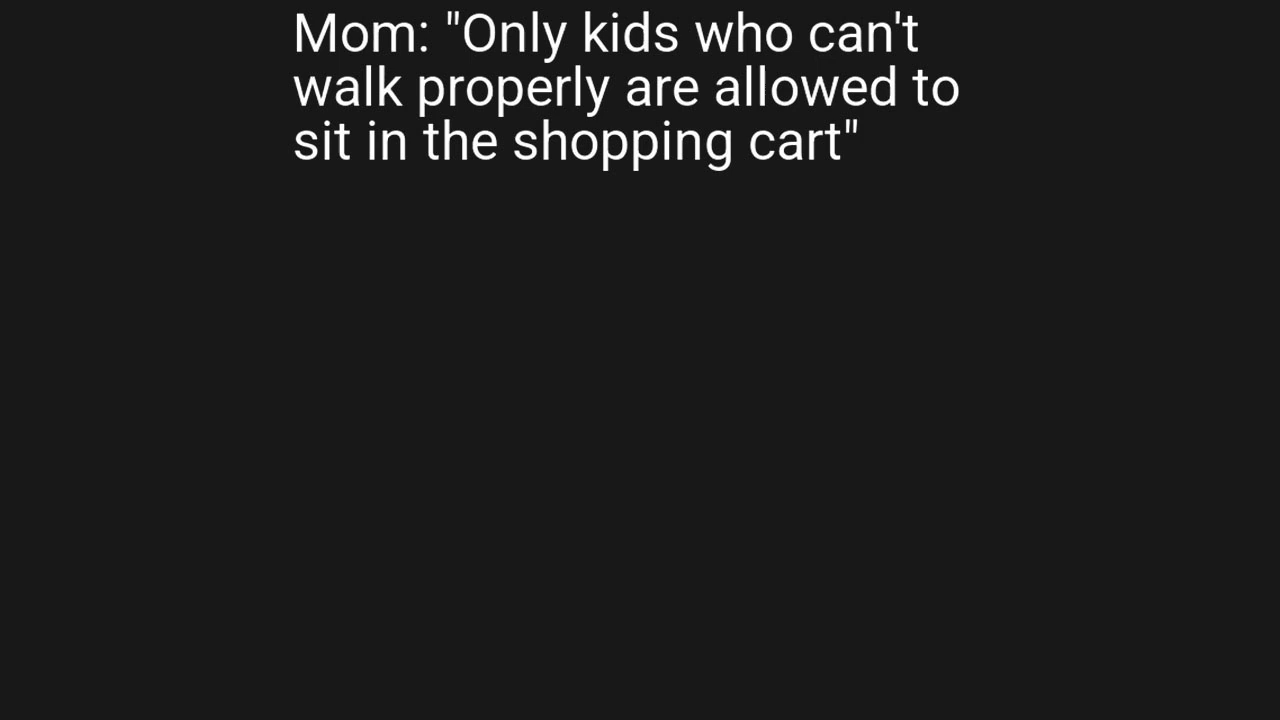 Mom: "Only kids who can't
walk properly are allowed to
sit in the shopping cart"